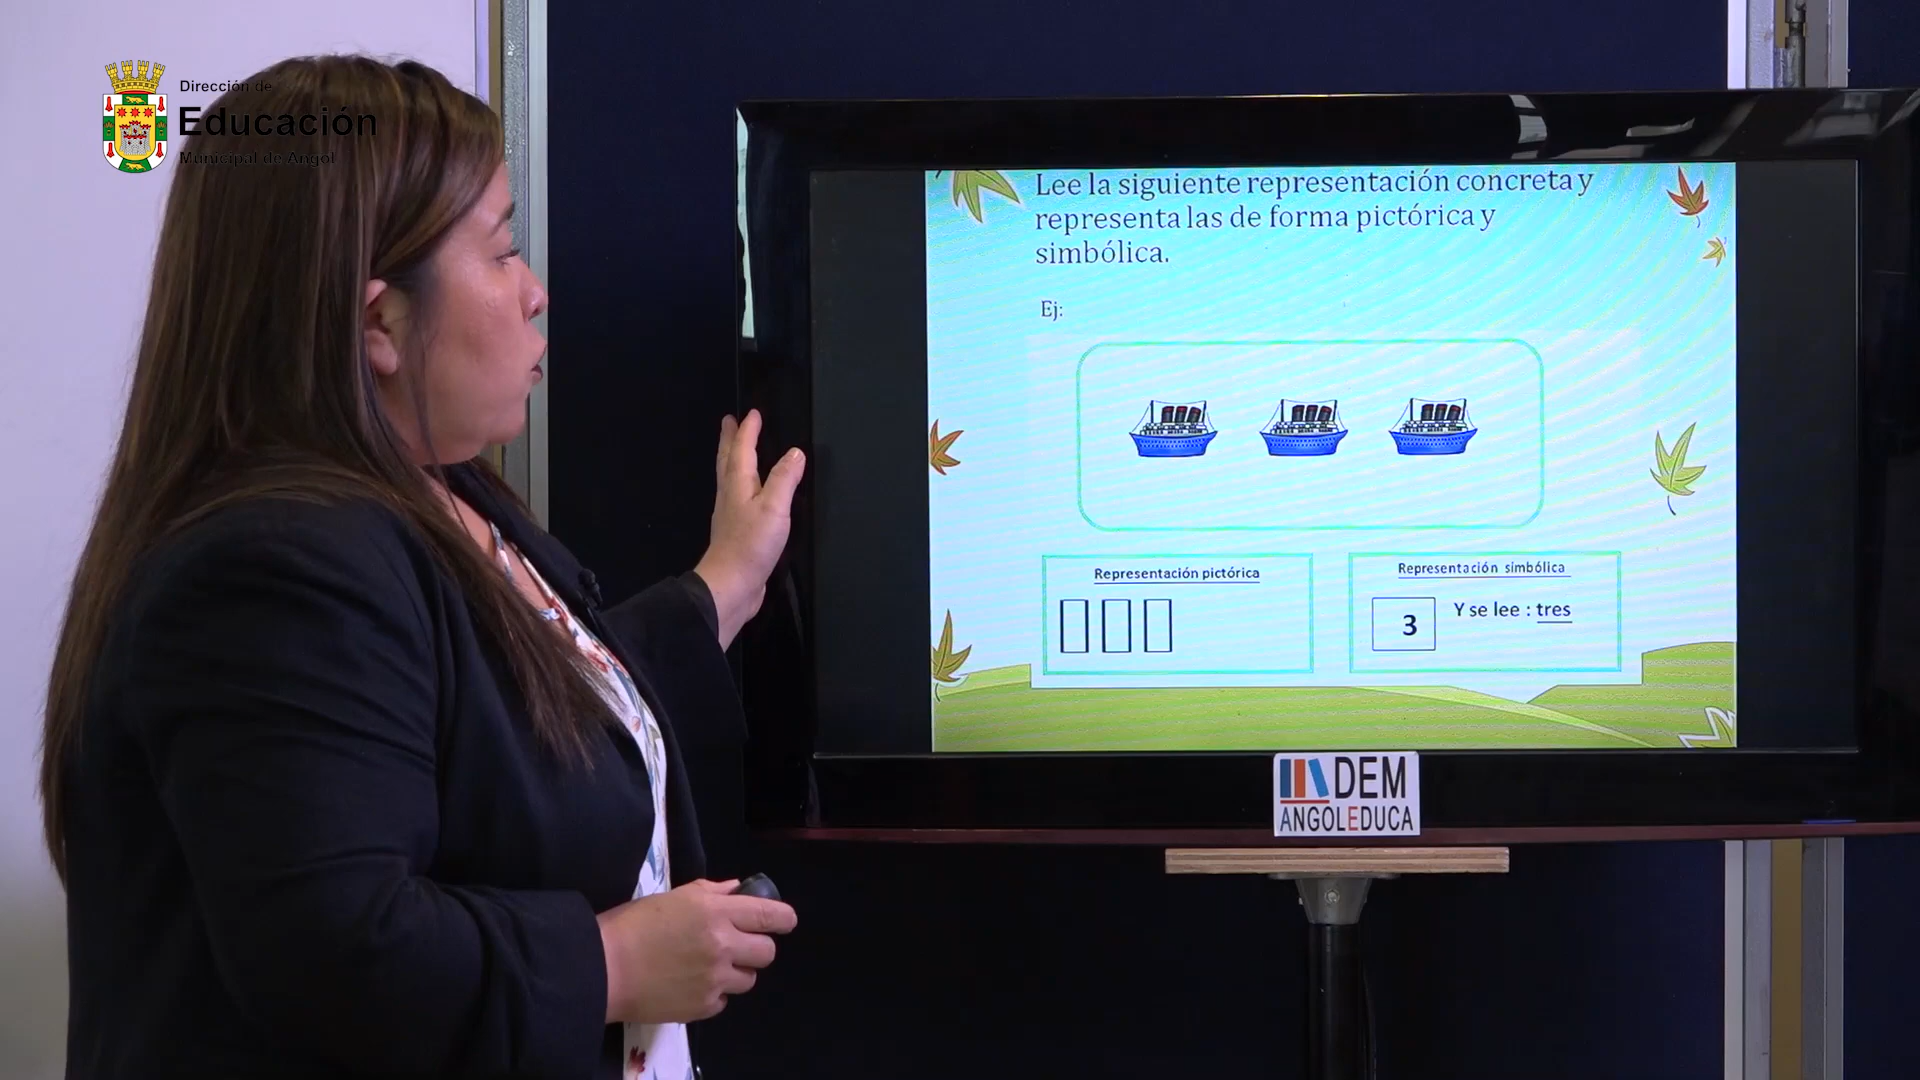 Dirección de
Educación
Municipal de Angol
Lee la siguiente representación concreta y
representa las de forma pictórica y
simbólica.
Ej:
Representación pictórica
Representación simbólica
3
Y se lee : tres
DEM
ANGOLEDUCA